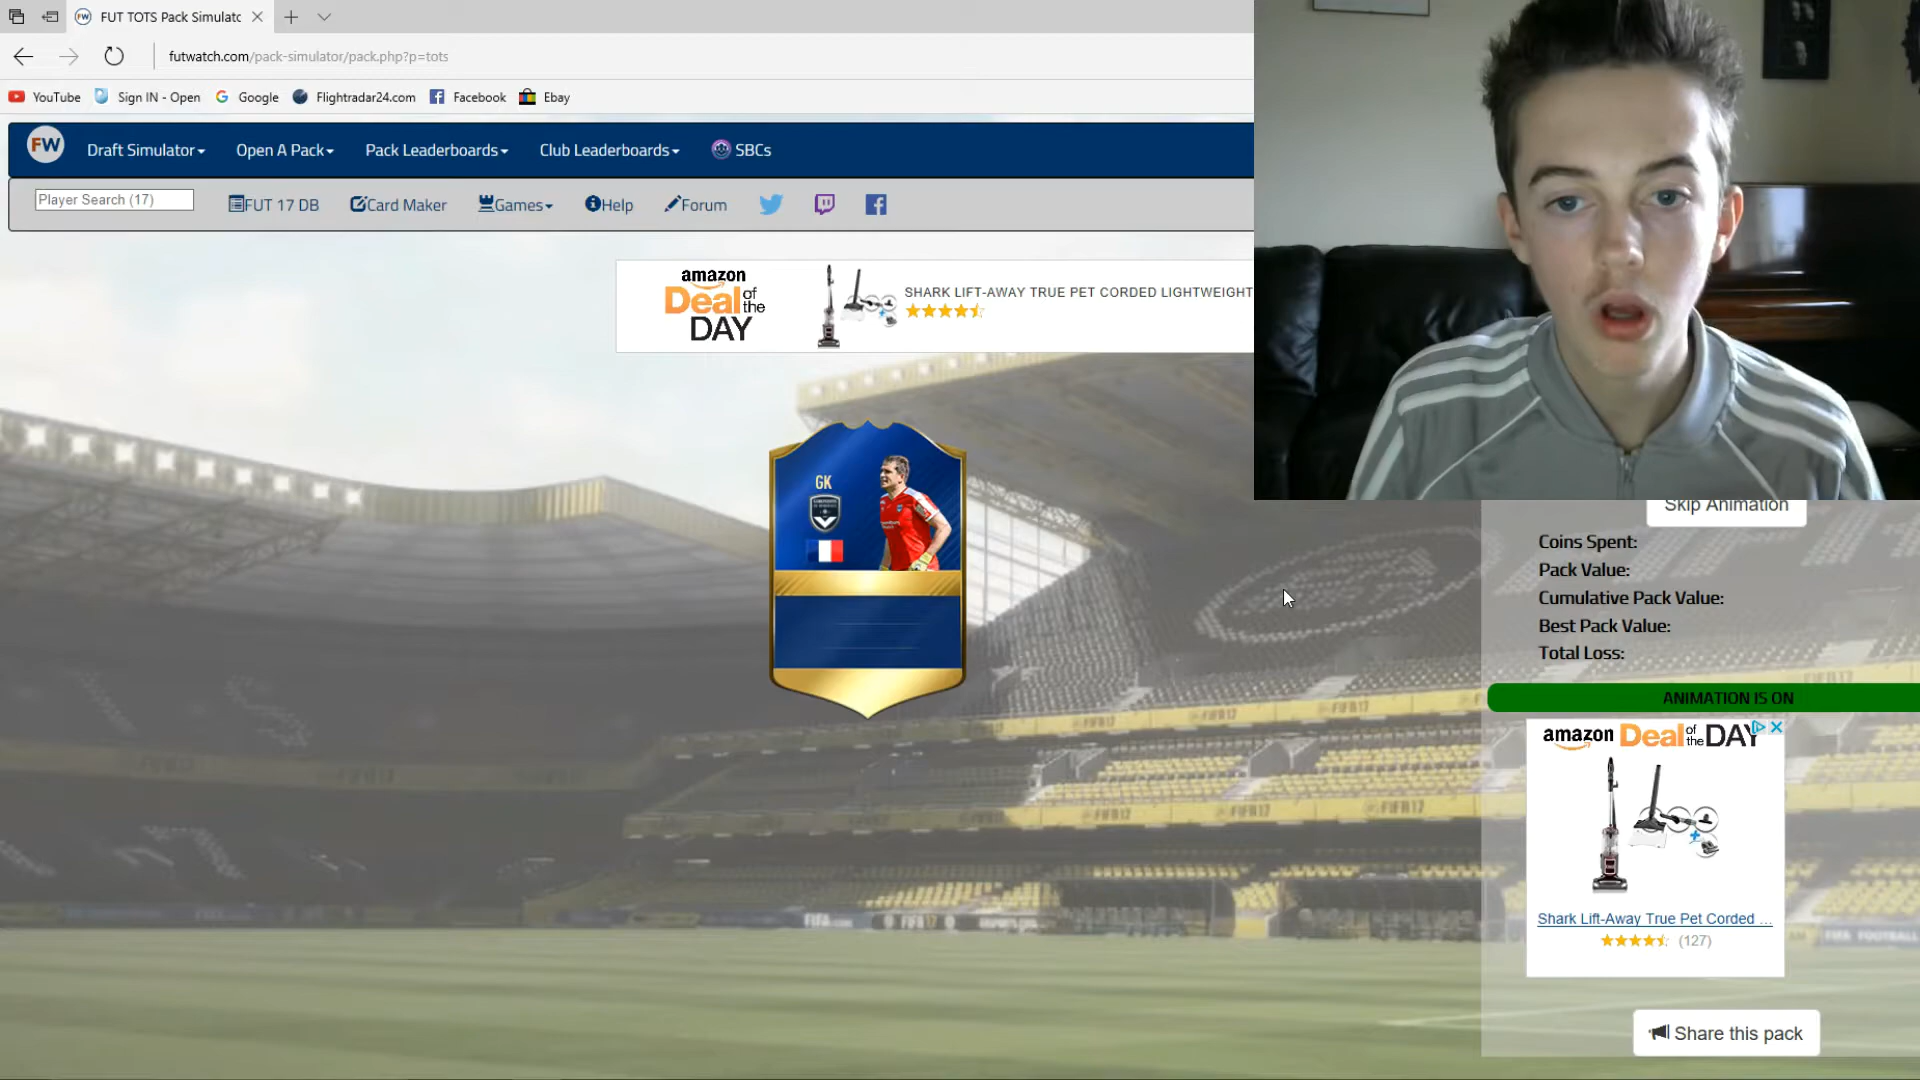 FUT TOTS Pack Simulatc
futwatch.com/pack-simulator/pack.php?p=tots
YouTube Sign IN - Open Google Flightradar24.com Facebook Ebay
FW Draft Simulator Open A Pack Pack Leaderboards Club Leaderboards SBCs
Player Search (17) FUT 17 DB Card Maker Games Help Forum
amazon
Deal of the
DAY
SHARK LIFT-AWAY TRUE PET CORDED LIGHTWEIGHT
GK
Skip Animation
Coins Spent:
Pack Value:
Cumulative Pack Value:
Best Pack Value:
Total Loss:
ANIMATION IS ON
amazon Deal of the DAY
Shark Lift-Away True Pet Corded ...
(127)
Share this pack